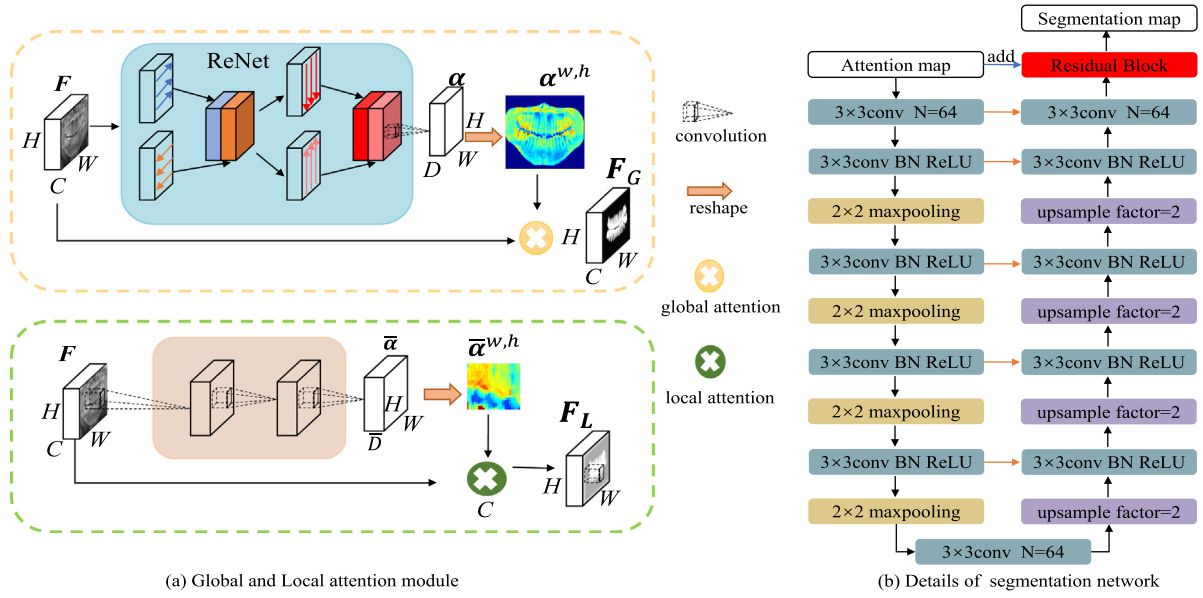 ReNet
F
H
W
C
α
H
W
D
α^{w,h}
F_G
H
W
C
F
H
W
C
ᾱ
H
W
D̄
ᾱ^{w,h}
C
F_L
H
W
convolution
reshape
global attention
local attention
(a) Global and Local attention module
Segmentation map
Attention map
add
Residual Block
3×3conv N=64
3×3conv N=64
3×3conv BN ReLU
3×3conv BN ReLU
2×2 maxpooling
upsample factor=2
3×3conv BN ReLU
3×3conv BN ReLU
2×2 maxpooling
upsample factor=2
3×3conv BN ReLU
3×3conv BN ReLU
2×2 maxpooling
upsample factor=2
3×3conv BN ReLU
3×3conv BN ReLU
2×2 maxpooling
upsample factor=2
3×3conv N=64
(b) Details of segmentation network